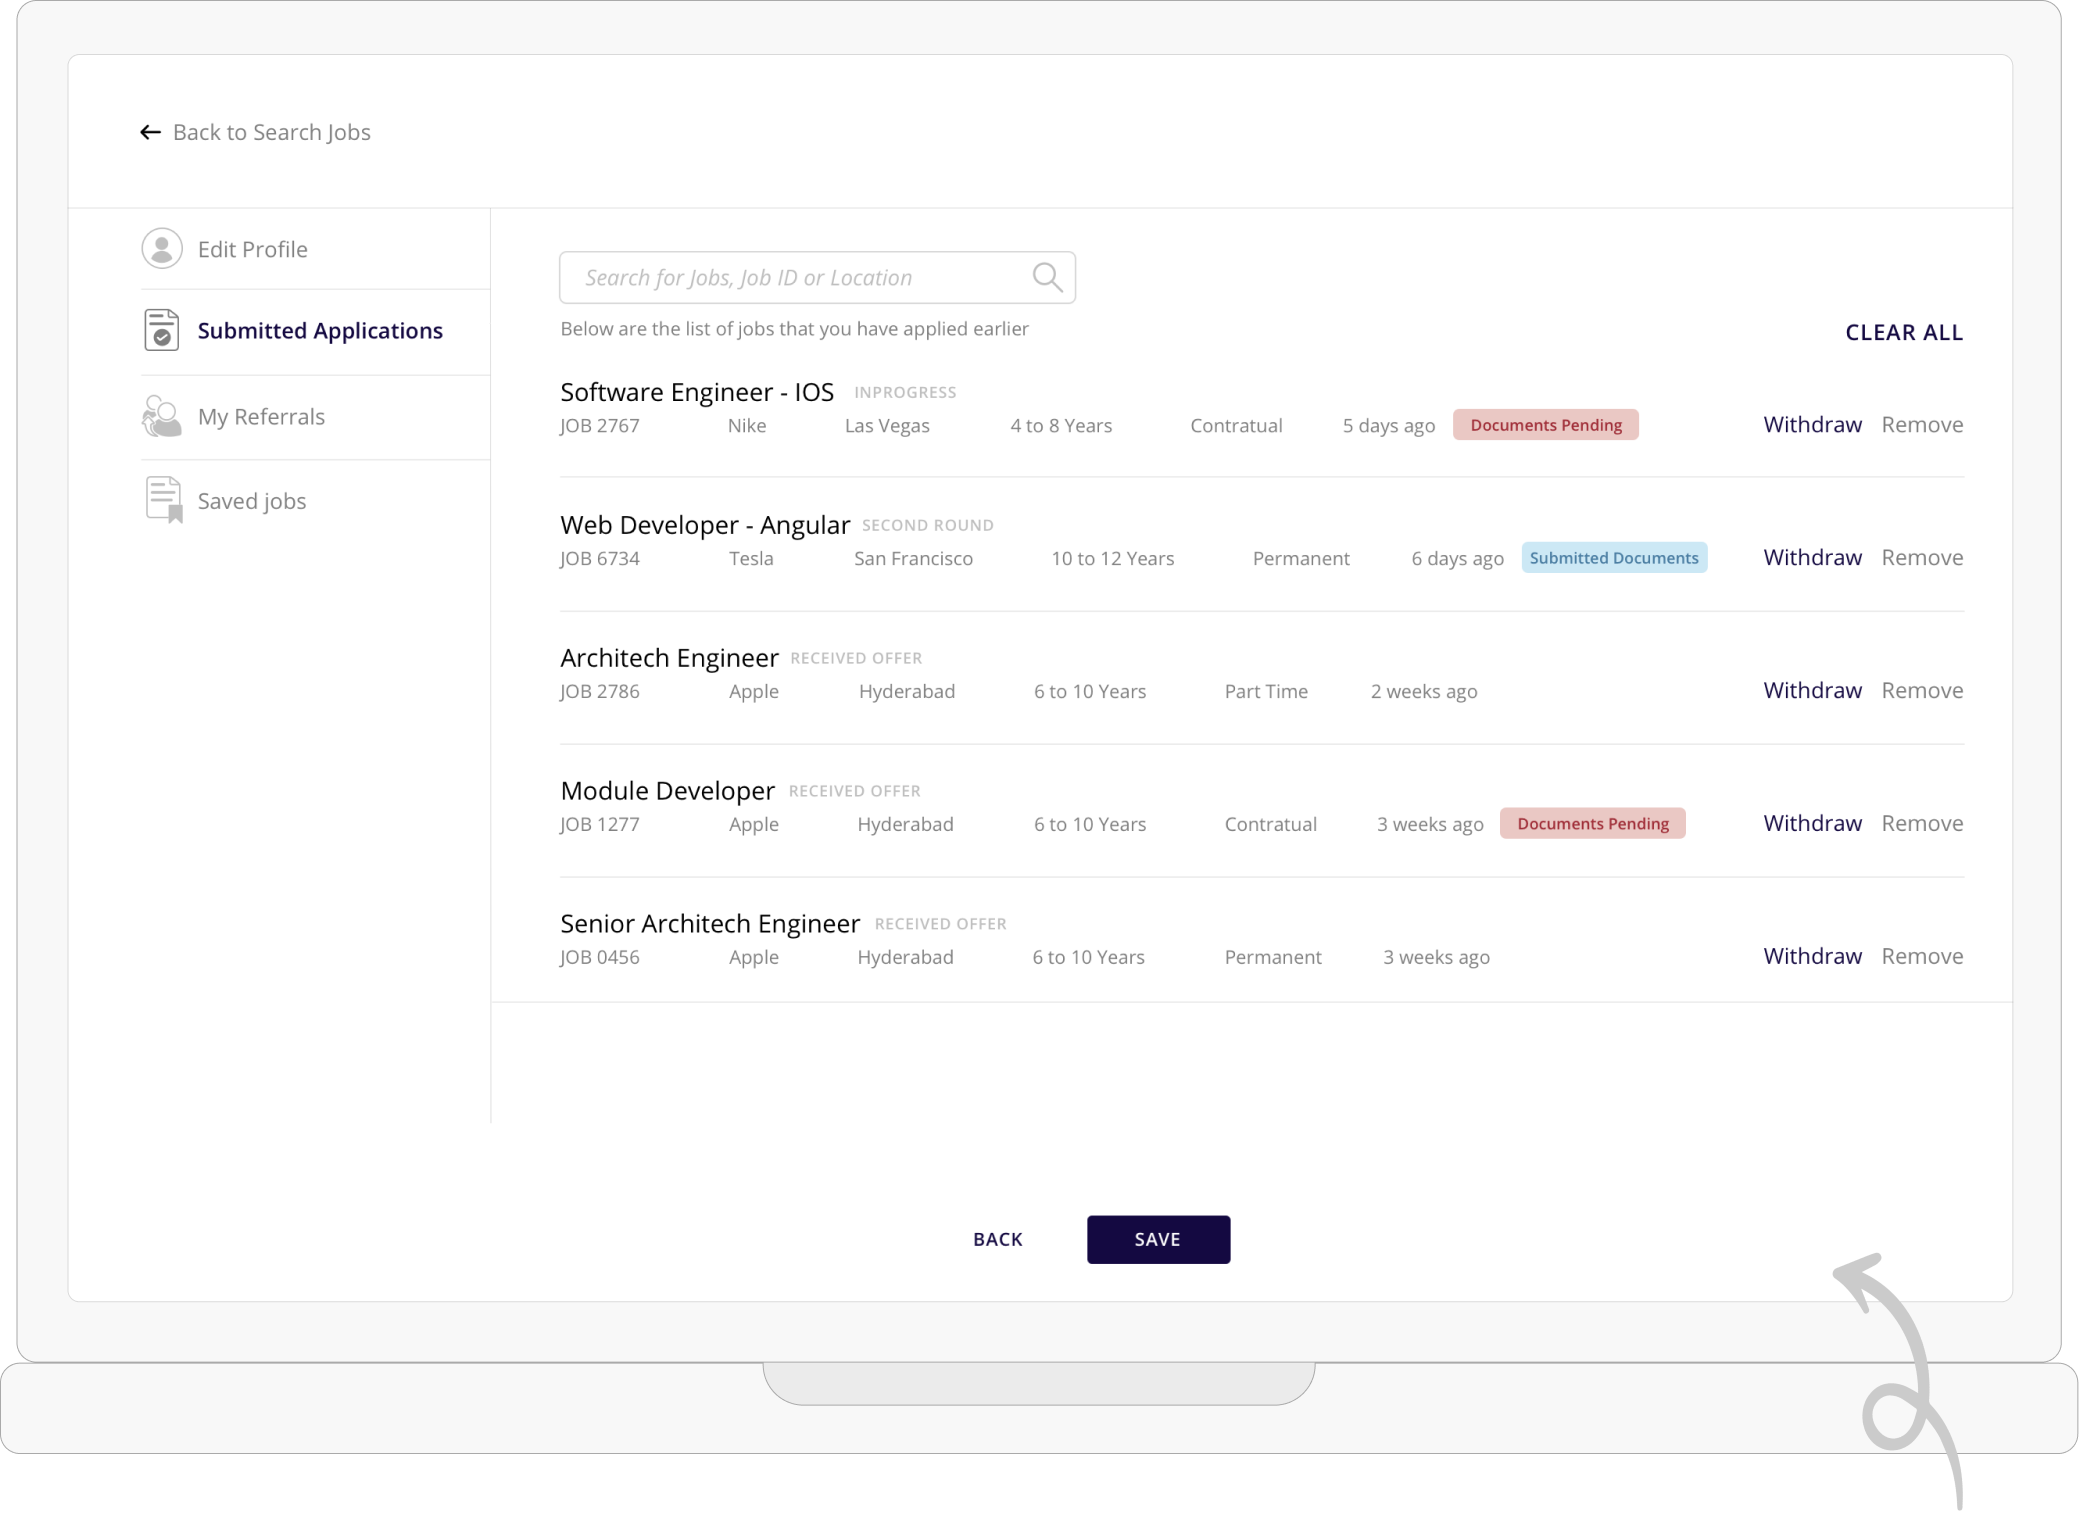 Back to Search Jobs
Edit Profile
Submitted Applications
My Referrals
Saved jobs
Search for Jobs, Job ID or Location
Below are the list of jobs that you have applied earlier
CLEAR ALL
Software Engineer - IOS INPROGRESS
JOB 2767 Nike Las Vegas 4 to 8 Years Contratual 5 days ago Documents Pending Withdraw Remove
Web Developer - Angular SECOND ROUND
JOB 6734 Tesla San Francisco 10 to 12 Years Permanent 6 days ago Submitted Documents Withdraw Remove
Architech Engineer RECEIVED OFFER
JOB 2786 Apple Hyderabad 6 to 10 Years Part Time 2 weeks ago Withdraw Remove
Module Developer RECEIVED OFFER
JOB 1277 Apple Hyderabad 6 to 10 Years Contratual 3 weeks ago Documents Pending Withdraw Remove
Senior Architech Engineer RECEIVED OFFER
JOB 0456 Apple Hyderabad 6 to 10 Years Permanent 3 weeks ago Withdraw Remove
BACK SAVE